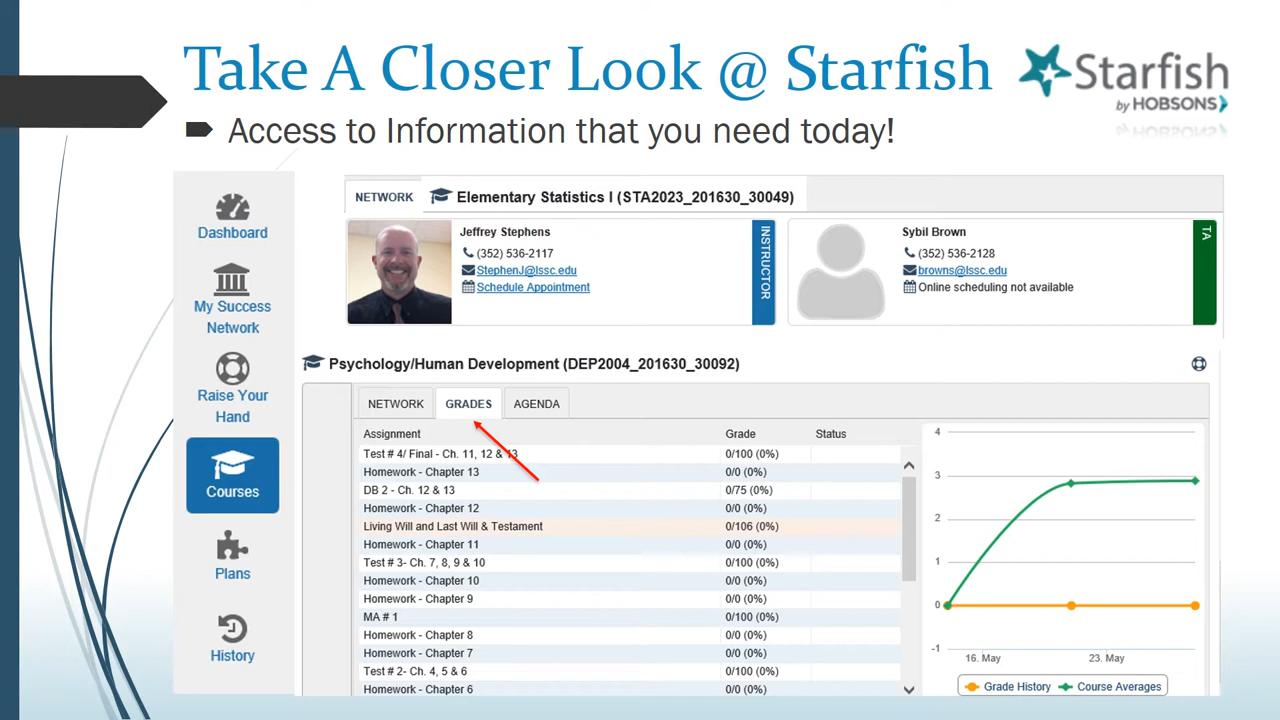 Take A Closer Look @ Starfish
Starfish
by HOBSONS
Access to Information that you need today!
Dashboard
My Success
Network
Raise Your
Hand
Courses
Plans
History
NETWORK Elementary Statistics I (STA2023_201630_30049)
Jeffrey Stephens
(352) 536-2117
StephenJ@lssc.edu
Schedule Appointment
INSTRUCTOR
Sybil Brown
(352) 536-2128
browns@lssc.edu
Online scheduling not available
TA
Psychology/Human Development (DEP2004_201630_30092)
NETWORK GRADES AGENDA
Assignment Grade Status
Test # 4/ Final - Ch. 11, 12 & 13 0/100 (0%)
Homework - Chapter 13 0/0 (0%)
DB 2 - Ch. 12 & 13 0/75 (0%)
Homework - Chapter 12 0/0 (0%)
Living Will and Last Will & Testament 0/106 (0%)
Homework - Chapter 11 0/0 (0%)
Test # 3- Ch. 7, 8, 9 & 10 0/100 (0%)
Homework - Chapter 10 0/0 (0%)
Homework - Chapter 9 0/0 (0%)
MA # 1 0/100 (0%)
Homework - Chapter 8 0/0 (0%)
Homework - Chapter 7 0/0 (0%)
Test # 2- Ch. 4, 5 & 6 0/100 (0%)
Homework - Chapter 6 0/0 (0%)
4
3
2
1
0
-1
16. May 23. May
Grade History Course Averages